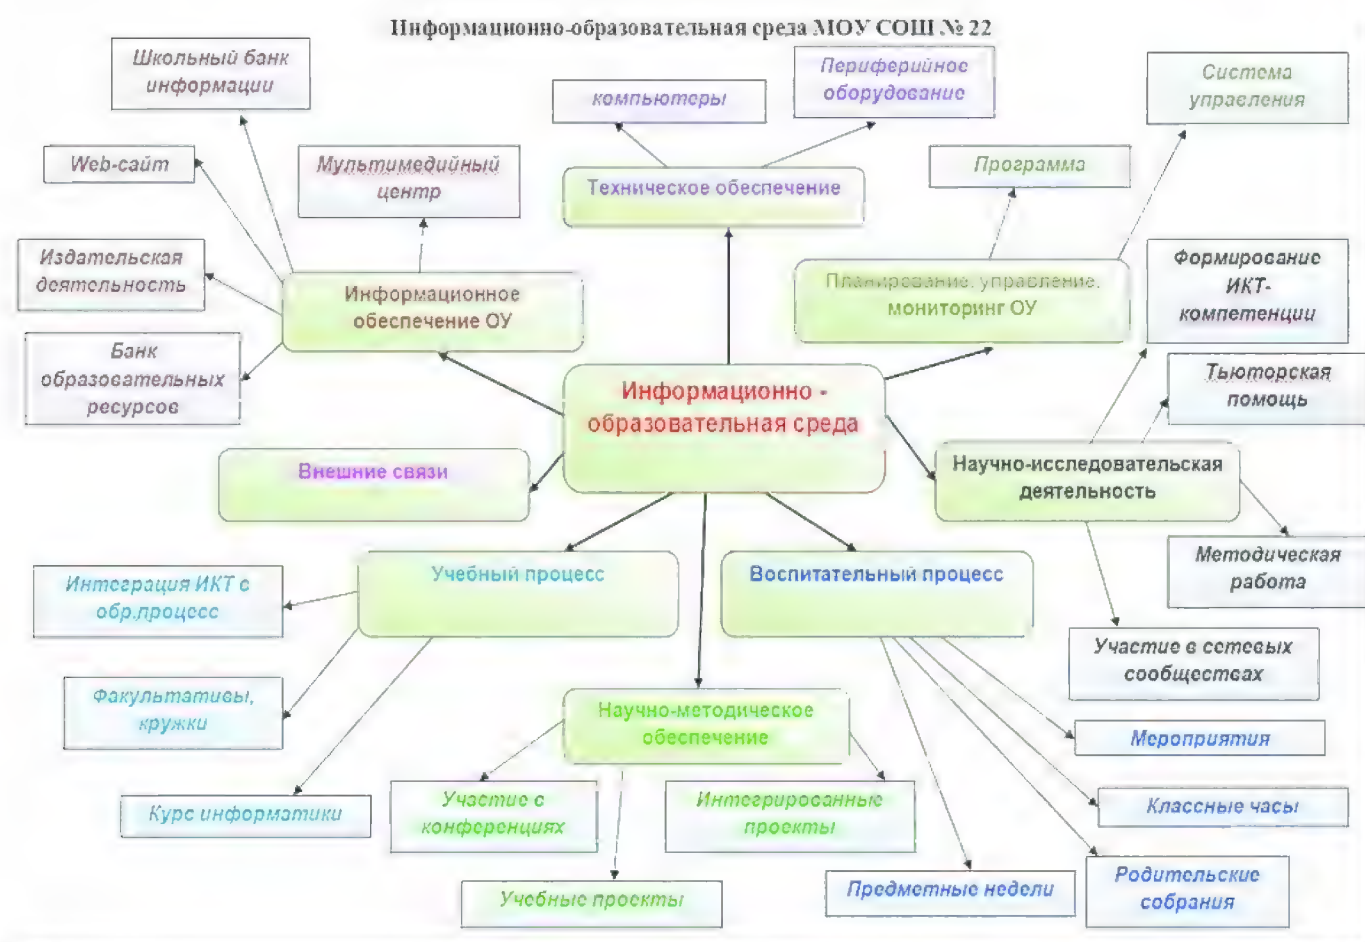 Информационно-образовательная среда МОУ СОШ № 22
Школьный банк
информации
компьютеры
Периферийное
оборудование
Система
управления
Web-сайт
Мультимедийный
центр
Техническое обеспечение
Программа
Издательская
деятельность
Информационное
обеспечение ОУ
Планирование, управление,
мониторинг ОУ
Формирование
ИКТ-
компетенции
Банк
образовательных
ресурсов
Информационно -
образовательная среда
Тьюторская
помощь
Внешние связи
Научно-исследовательская
деятельность
Интеграция ИКТ с
обр.процесс
Учебный процесс
Воспитательный процесс
Методическая
работа
Участие в сетевых
сообществах
Факультативы,
кружки
Научно-методическое
обеспечение
Мероприятия
Курс информатики
Участие с
конференциях
Интегрированные
проекты
Классные часы
Учебные проекты
Предметные недели
Родительские
собрания